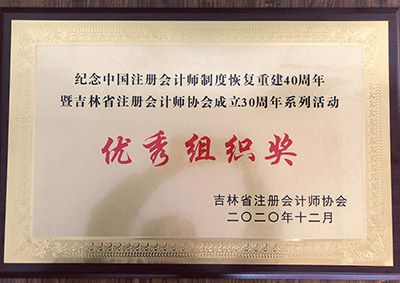 纪念中国注册会计师制度恢复重建40周年
暨吉林省注册会计师协会成立30周年系列活动
优秀组织奖
吉林省注册会计师协会
二〇二〇年十二月